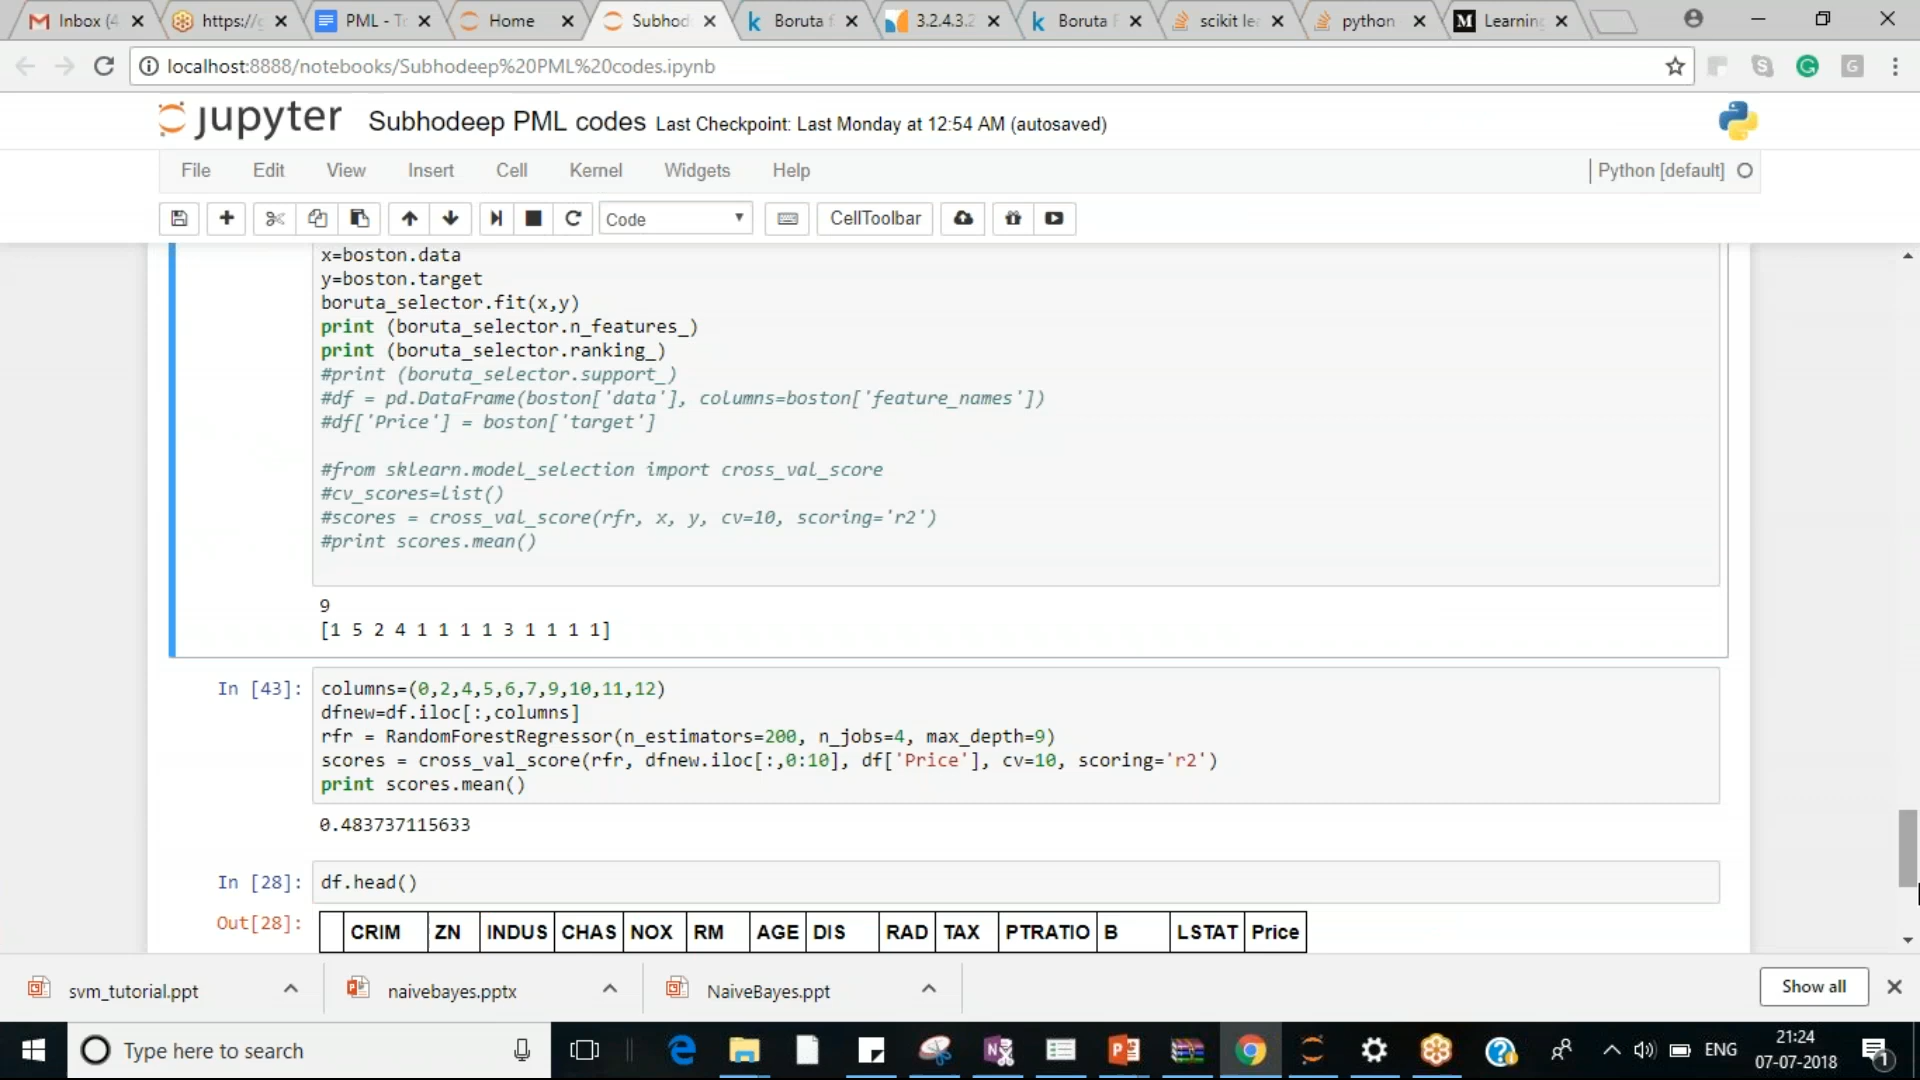 Inbox (4
https://g
PML - To
Home
Subhod
Boruta f
3.2.4.3.2
Boruta F
scikit le
python
M Learning
localhost:8888/notebooks/Subhodeep%20PML%20codes.ipynb
jupyter Subhodeep PML codes Last Checkpoint: Last Monday at 12:54 AM (autosaved)
File Edit View Insert Cell Kernel Widgets Help Python [default]
Code CellToolbar
x=boston.data
y=boston.target
boruta_selector.fit(x,y)
print (boruta_selector.n_features_)
print (boruta_selector.ranking_)
#print (boruta_selector.support_)
#df = pd.DataFrame(boston['data'], columns=boston['feature_names'])
#df['Price'] = boston['target']
#from sklearn.model_selection import cross_val_score
#cv_scores=list()
#scores = cross_val_score(rfr, x, y, cv=10, scoring='r2')
#print scores.mean()
9
[1 5 2 4 1 1 1 1 3 1 1 1 1]
In [43]: columns=(0,2,4,5,6,7,9,10,11,12)
dfnew=df.iloc[:,columns]
rfr = RandomForestRegressor(n_estimators=200, n_jobs=4, max_depth=9)
scores = cross_val_score(rfr, dfnew.iloc[:,0:10], df['Price'], cv=10, scoring='r2')
print scores.mean()
0.483737115633
In [28]: df.head()
Out[28]: CRIM ZN INDUS CHAS NOX RM AGE DIS RAD TAX PTRATIO B LSTAT Price
svm_tutorial.ppt naivebayes.pptx NaiveBayes.ppt Show all
Type here to search
ENG
21:24
07-07-2018
1